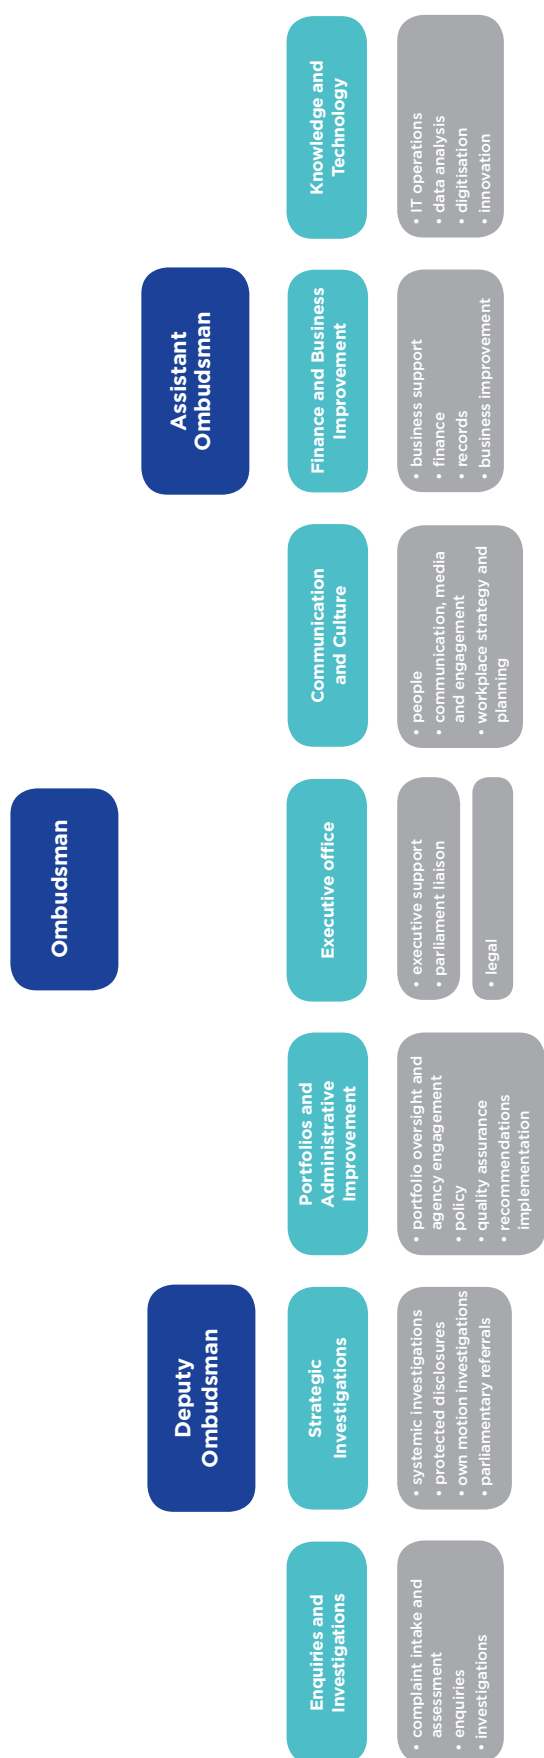 Ombudsman
Deputy
Ombudsman
Assistant
Ombudsman
Enquiries and
Investigations
• complaint intake and
assessment
• enquiries
• investigations
Strategic
Investigations
• systemic investigations
• protected disclosures
• own motion investigations
• parliamentary referrals
Portfolios and
Administrative
Improvement
• portfolio oversight and
agency engagement
• policy
• quality assurance
• recommendations
implementation
Executive office
• executive support
• parliament liaison
• legal
Communication
and Culture
• people
• communication, media
and engagement
• workplace strategy and
planning
Finance and Business
Improvement
• business support
• finance
• records
• business improvement
Knowledge and
Technology
• IT operations
• data analysis
• digitisation
• innovation